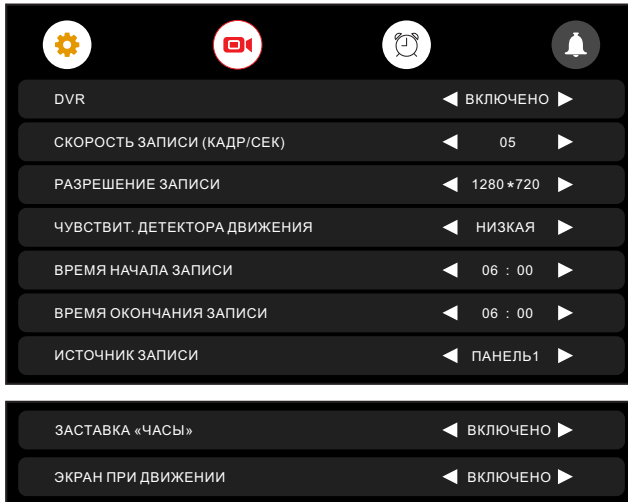 DVR ВКЛЮЧЕНО
СКОРОСТЬ ЗАПИСИ (КАДР/СЕК) 05
РАЗРЕШЕНИЕ ЗАПИСИ 1280*720
ЧУВСТВИТ. ДЕТЕКТОРА ДВИЖЕНИЯ НИЗКАЯ
ВРЕМЯ НАЧАЛА ЗАПИСИ 06 : 00
ВРЕМЯ ОКОНЧАНИЯ ЗАПИСИ 06 : 00
ИСТОЧНИК ЗАПИСИ ПАНЕЛЬ1
ЗАСТАВКА «ЧАСЫ» ВКЛЮЧЕНО
ЭКРАН ПРИ ДВИЖЕНИИ ВКЛЮЧЕНО